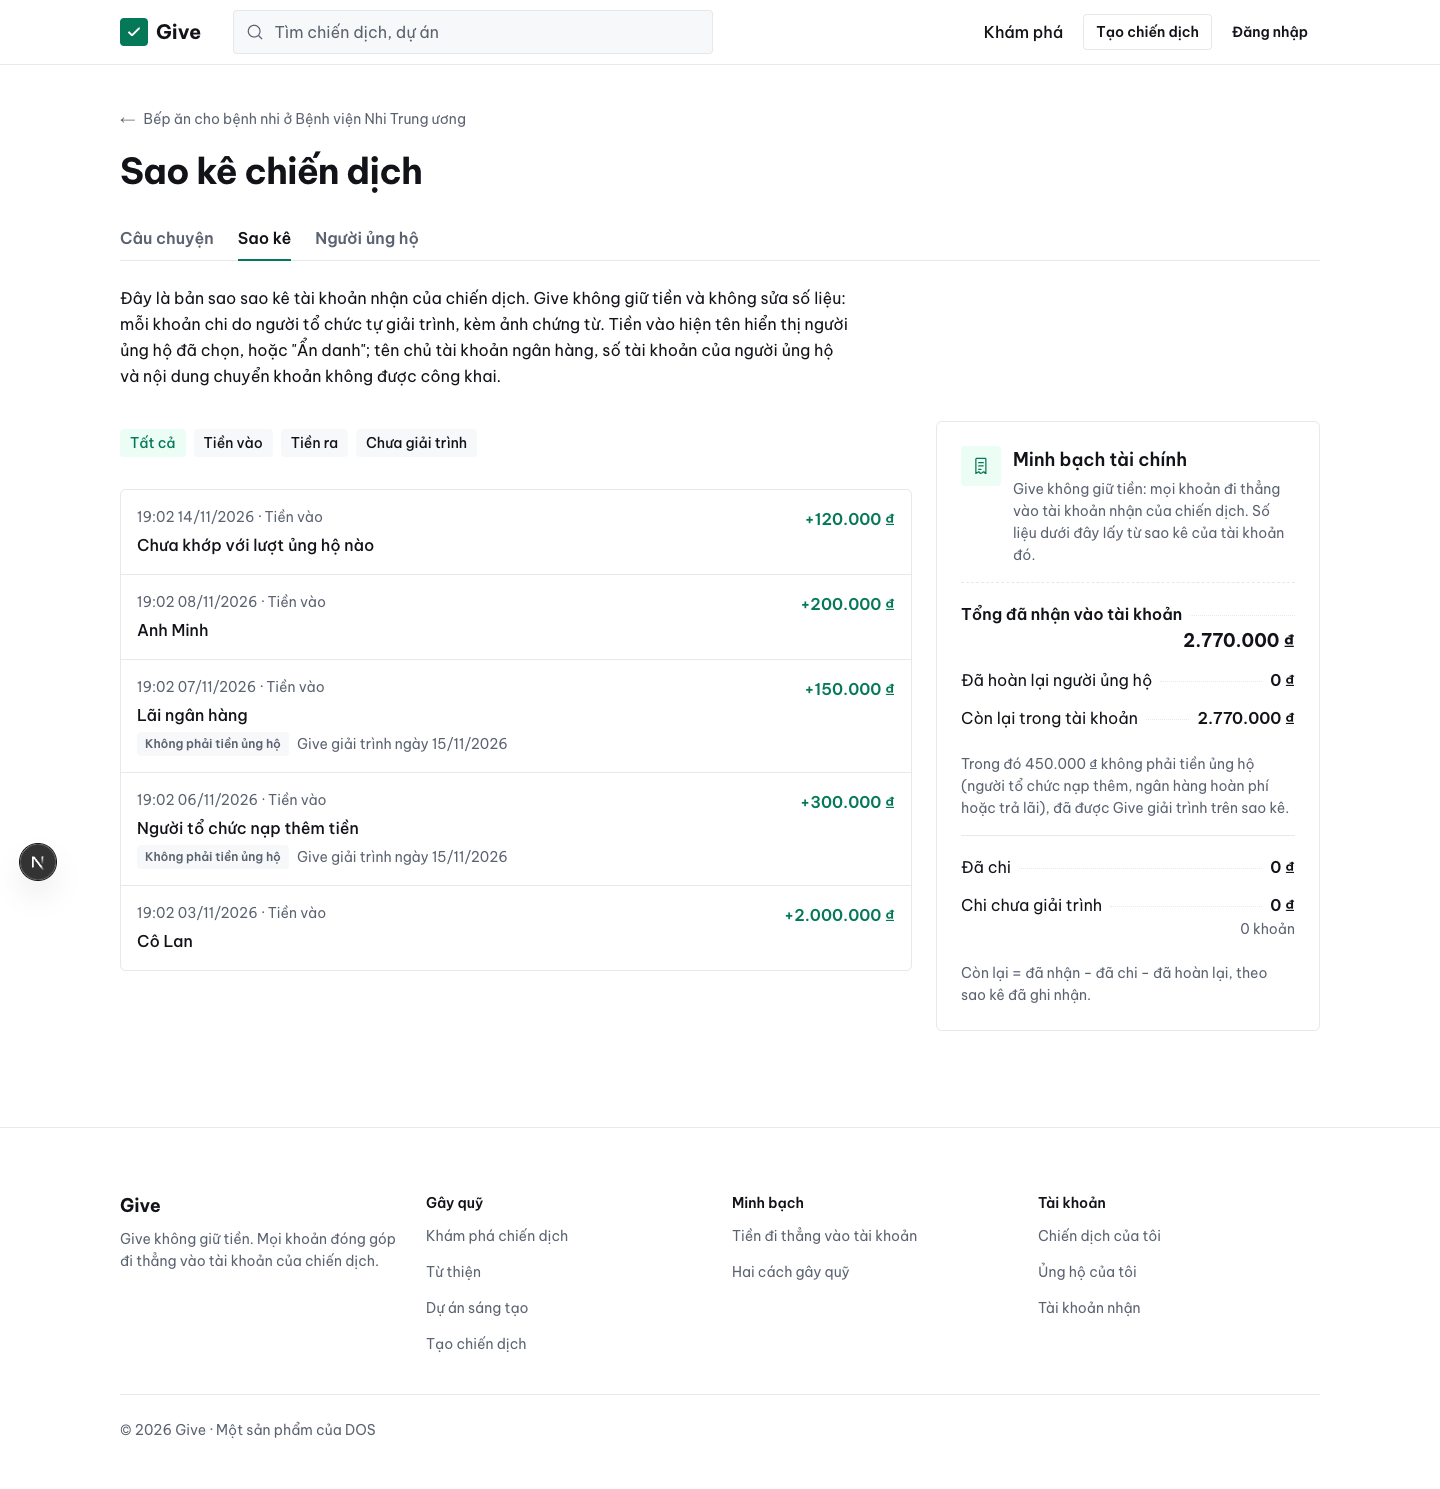 Give
Tìm chiến dịch, dự án
Khám phá
Tạo chiến dịch
Đăng nhập
← Bếp ăn cho bệnh nhi ở Bệnh viện Nhi Trung ương
Sao kê chiến dịch
Câu chuyện
Sao kê
Người ủng hộ
Đây là bản sao sao kê tài khoản nhận của chiến dịch. Give không giữ tiền và không sửa số liệu:
mỗi khoản chi do người tổ chức tự giải trình, kèm ảnh chứng từ. Tiền vào hiện tên hiển thị người
ủng hộ đã chọn, hoặc "Ẩn danh"; tên chủ tài khoản ngân hàng, số tài khoản của người ủng hộ
và nội dung chuyển khoản không được công khai.
Tất cả
Tiền vào
Tiền ra
Chưa giải trình
19:02 14/11/2026 · Tiền vào
+120.000 ₫
Chưa khớp với lượt ủng hộ nào
19:02 08/11/2026 · Tiền vào
+200.000 ₫
Anh Minh
19:02 07/11/2026 · Tiền vào
+150.000 ₫
Lãi ngân hàng
Không phải tiền ủng hộ
Give giải trình ngày 15/11/2026
19:02 06/11/2026 · Tiền vào
+300.000 ₫
Người tổ chức nạp thêm tiền
Không phải tiền ủng hộ
Give giải trình ngày 15/11/2026
19:02 03/11/2026 · Tiền vào
+2.000.000 ₫
Cô Lan
Minh bạch tài chính
Give không giữ tiền: mọi khoản đi thẳng
vào tài khoản nhận của chiến dịch. Số
liệu dưới đây lấy từ sao kê của tài khoản
đó.
Tổng đã nhận vào tài khoản
2.770.000 ₫
Đã hoàn lại người ủng hộ
0 ₫
Còn lại trong tài khoản
2.770.000 ₫
Trong đó 450.000 ₫ không phải tiền ủng hộ
(người tổ chức nạp thêm, ngân hàng hoàn phí
hoặc trả lãi), đã được Give giải trình trên sao kê.
Đã chi
0 ₫
Chi chưa giải trình
0 ₫
0 khoản
Còn lại = đã nhận − đã chi − đã hoàn lại, theo
sao kê đã ghi nhận.
N
Give
Give không giữ tiền. Mọi khoản đóng góp
đi thẳng vào tài khoản của chiến dịch.
Gây quỹ
Khám phá chiến dịch
Từ thiện
Dự án sáng tạo
Tạo chiến dịch
Minh bạch
Tiền đi thẳng vào tài khoản
Hai cách gây quỹ
Tài khoản
Chiến dịch của tôi
Ủng hộ của tôi
Tài khoản nhận
© 2026 Give · Một sản phẩm của DOS